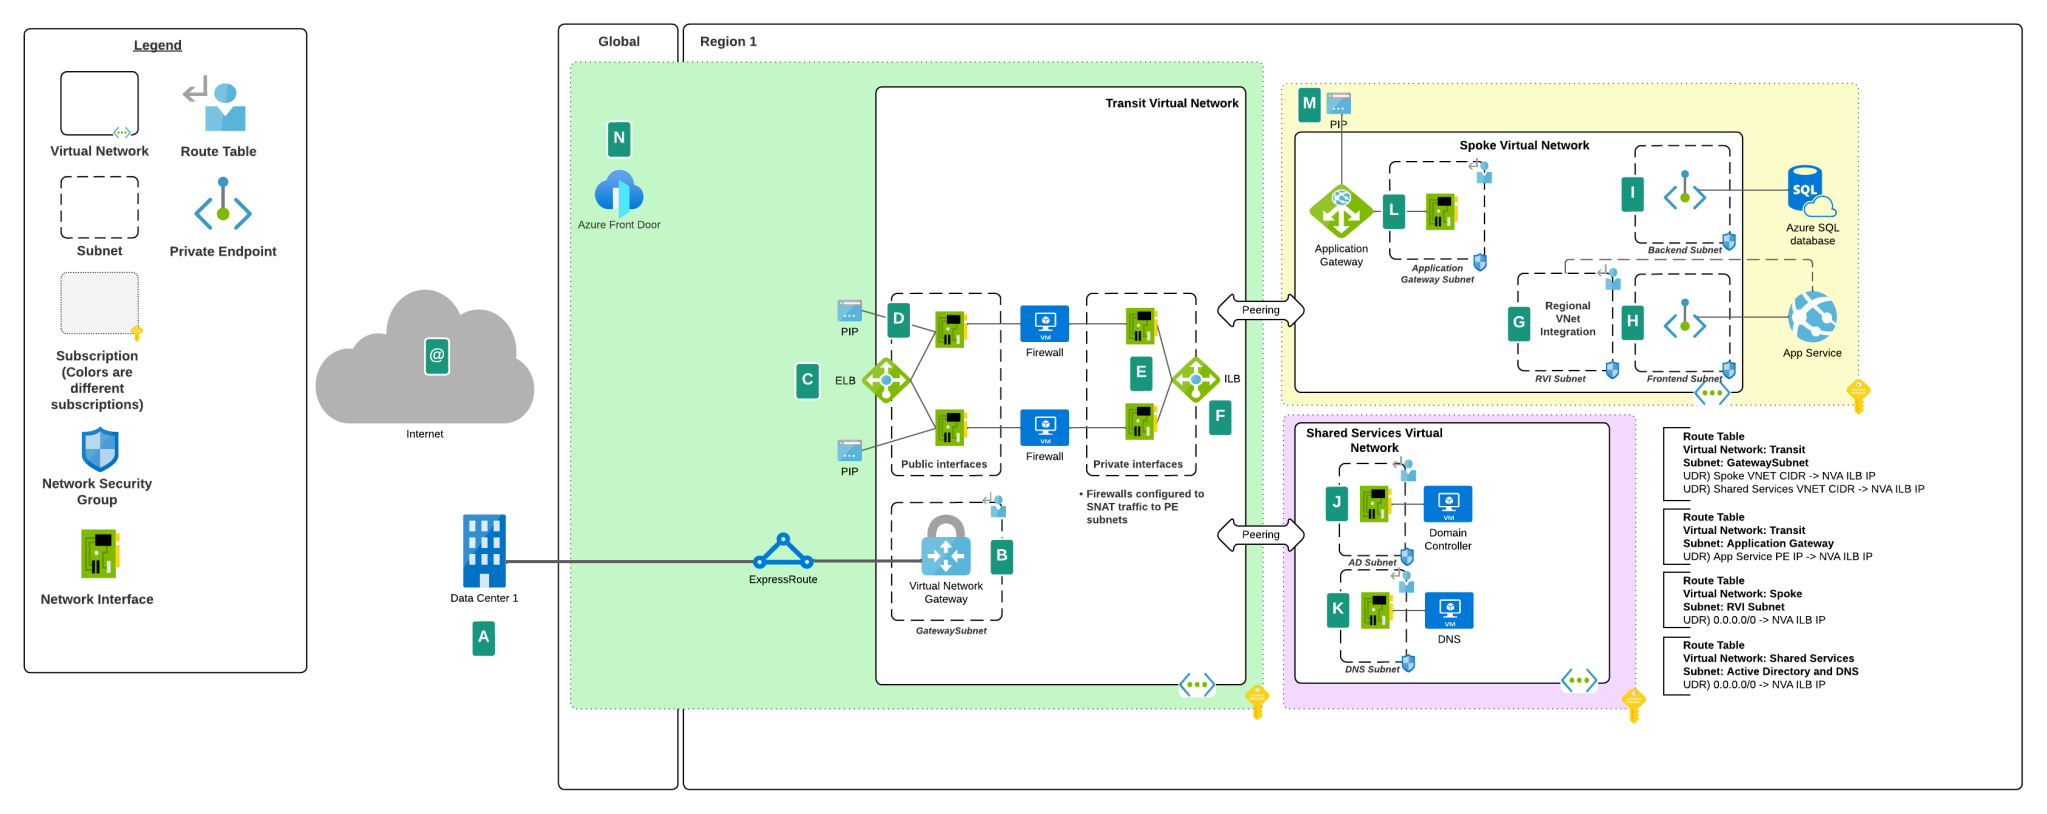 Legend
Virtual Network
Route Table
Subnet
Private Endpoint
Subscription
(Colors are
different
subscriptions)
Network Security
Group
Network Interface
@
Internet
Data Center 1
A
Global
Region 1
N
Azure Front Door
Transit Virtual Network
PIP
D
C
ELB
PIP
Public interfaces
Firewall
Firewall
E
ILB
F
Private interfaces
• Firewalls configured to
SNAT traffic to PE
subnets
ExpressRoute
B
Virtual Network
Gateway
GatewaySubnet
Peering
Peering
M
PIP
Spoke Virtual Network
Application
Gateway
L
Application
Gateway Subnet
I
Backend Subnet
SQL
Azure SQL
database
G
Regional
VNet
Integration
RVI Subnet
H
Frontend Subnet
App Service
Shared Services Virtual
Network
J
VM
Domain
Controller
AD Subnet
K
VM
DNS
DNS Subnet
VM
VM
Route Table
Virtual Network: Transit
Subnet: GatewaySubnet
UDR) Spoke VNET CIDR -> NVA ILB IP
UDR) Shared Services VNET CIDR -> NVA ILB IP
Route Table
Virtual Network: Transit
Subnet: Application Gateway
UDR) App Service PE IP -> NVA ILB IP
Route Table
Virtual Network: Spoke
Subnet: RVI Subnet
UDR) 0.0.0.0/0 -> NVA ILB IP
Route Table
Virtual Network: Shared Services
Subnet: Active Directory and DNS
UDR) 0.0.0.0/0 -> NVA ILB IP